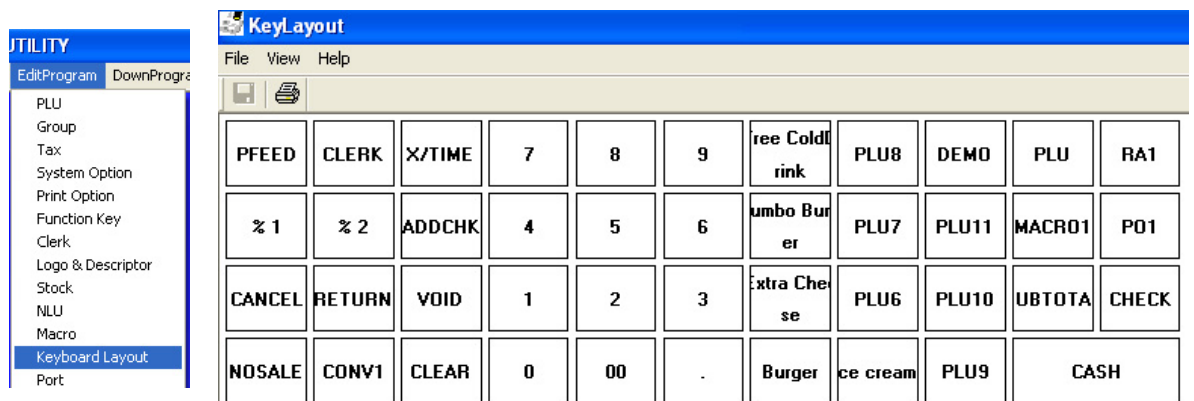 UTILITY
EditProgram DownProgra
PLU
Group
Tax
System Option
Print Option
Function Key
Clerk
Logo & Descriptor
Stock
NLU
Macro
Keyboard Layout
Port
KeyLayout
File View Help
PFEED CLERK X/TIME 7 8 9 ree ColdD PLU8 DEMO PLU RA1
rink
% 1 % 2 ADDCHK 4 5 6 umbo Bur PLU7 PLU11 MACRO1 PO1
er
CANCEL RETURN VOID 1 2 3 Extra Chee PLU6 PLU10 UBTOTA CHECK
se
NOSALE CONV1 CLEAR 0 00 . Burger ce cream PLU9 CASH